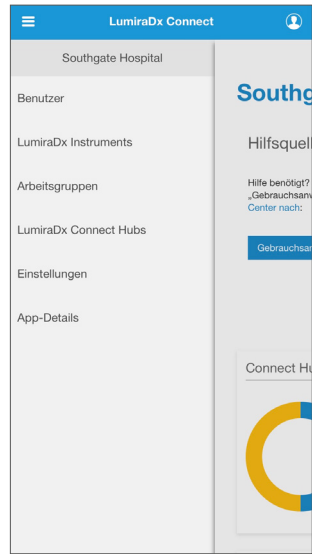 LumiraDx Connect
Southgate Hospital
Benutzer
LumiraDx Instruments
Arbeitsgruppen
LumiraDx Connect Hubs
Einstellungen
App-Details
Southg
Hilfsquell
Hilfe benötigt?
„Gebrauchsanw
Center nach:
Gebrauchsan
Connect Hu